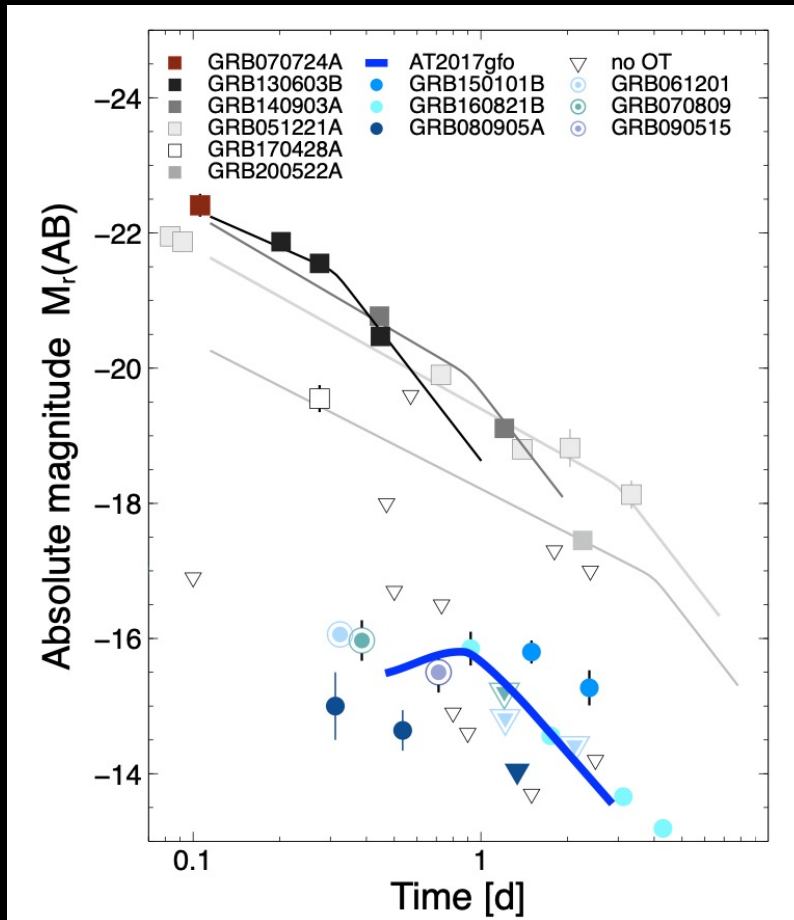 GRB070724A
GRB130603B
GRB140903A
GRB051221A
GRB170428A
GRB200522A
AT2017gfo
GRB150101B
GRB160821B
GRB080905A
no OT
GRB061201
GRB070809
GRB090515
Absolute magnitude Mᵣ(AB)
−24
−22
−20
−18
−16
−14
0.1
1
Time [d]